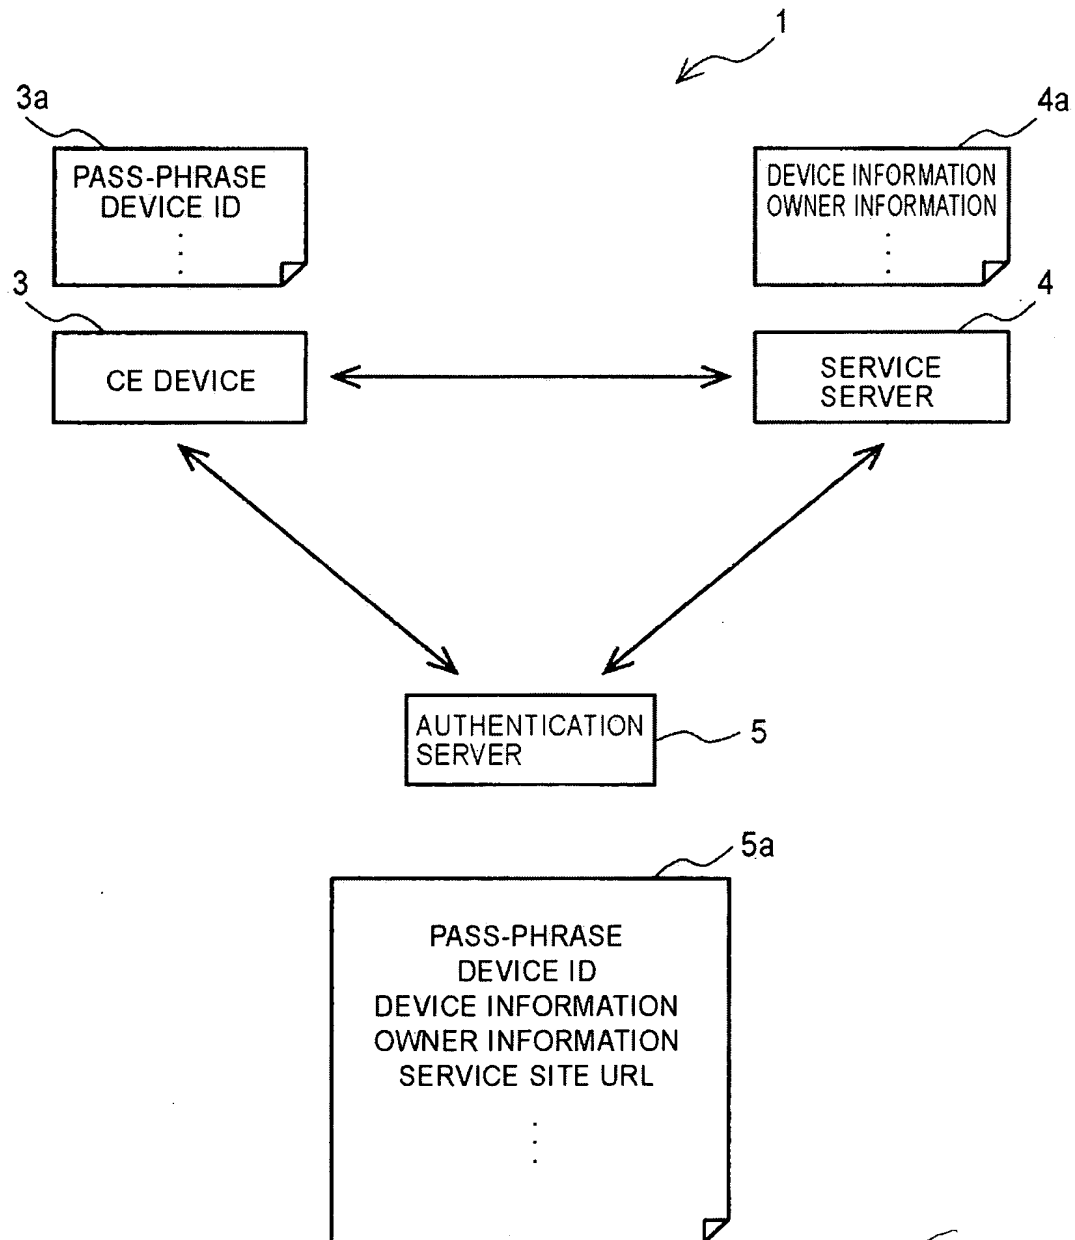 1
3a
4a
PASS-PHRASE
DEVICE ID
DEVICE INFORMATION
OWNER INFORMATION
3
4
CE DEVICE
SERVICE
SERVER
AUTHENTICATION
SERVER
5
5a
PASS-PHRASE
DEVICE ID
DEVICE INFORMATION
OWNER INFORMATION
SERVICE SITE URL